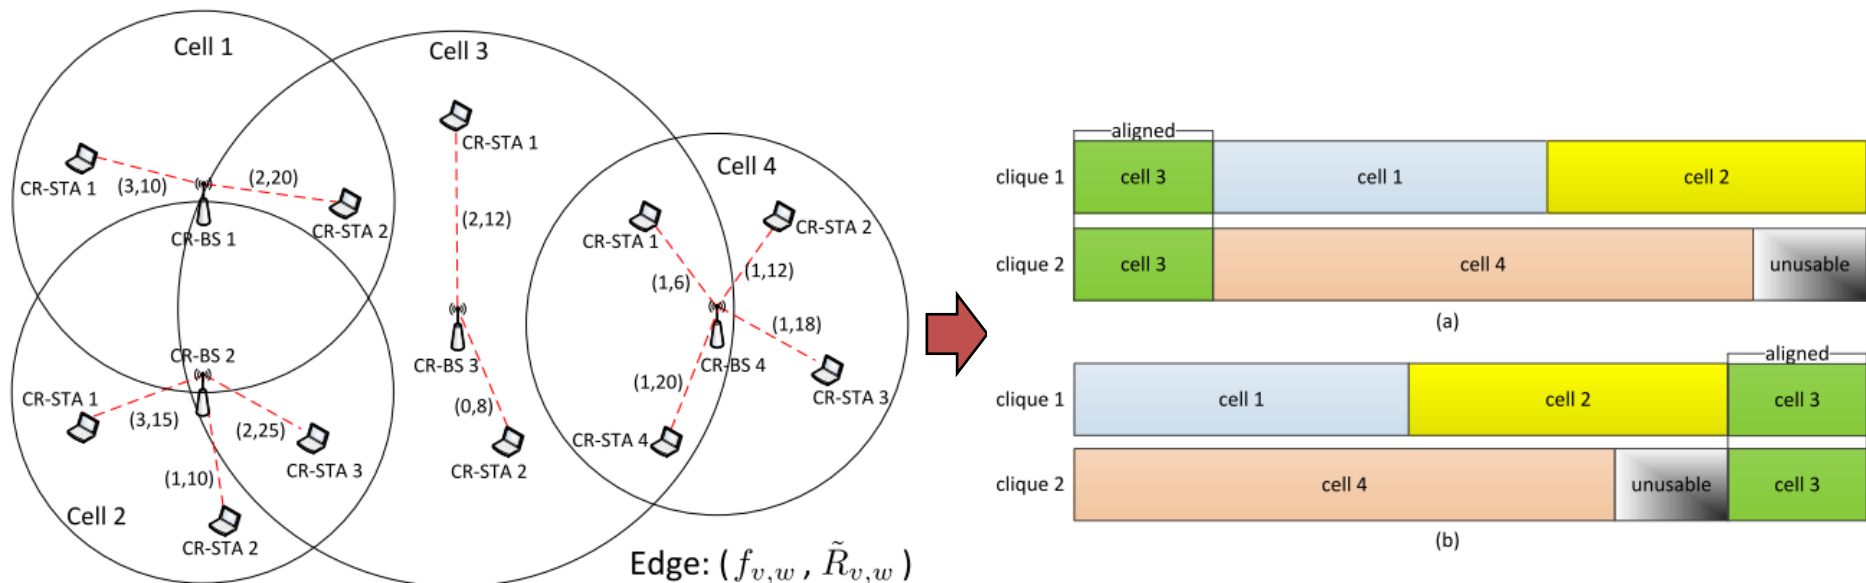 Cell 1
CR-STA 1
(3,10)
(2,20)
CR-STA 2
CR-BS 1
Cell 3
CR-STA 1
(2,12)
CR-BS 3
(0,8)
CR-STA 2
Cell 4
CR-STA 1
CR-STA 2
(1,6)
(1,12)
(1,18)
CR-BS 4
(1,20)
CR-STA 3
CR-STA 4
CR-BS 2
CR-STA 1
(3,15)
(2,25)
CR-STA 3
(1,10)
Cell 2
CR-STA 2
Edge: ( f_{v,w} , \tilde{R}_{v,w} )
aligned
clique 1 cell 3 cell 1 cell 2
clique 2 cell 3 cell 4 unusable
(a)
aligned
clique 1 cell 1 cell 2 cell 3
clique 2 cell 4 unusable cell 3
(b)